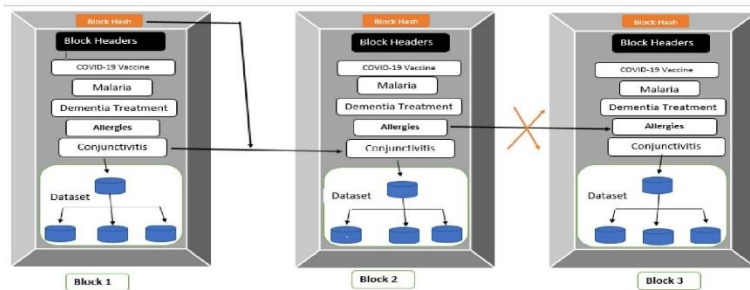 Block Hash
Block Headers
COVID-19 Vaccine
Malaria
Dementia Treatment
Allergies
Conjunctivitis
Dataset
Block 1
Block Hash
Block Headers
COVID-19 Vaccine
Malaria
Dementia Treatment
Allergies
Conjunctivitis
Dataset
Block 2
Block Hash
Block Headers
COVID-19 Vaccine
Malaria
Dementia Treatment
Allergies
Conjunctivitis
Dataset
Block 3